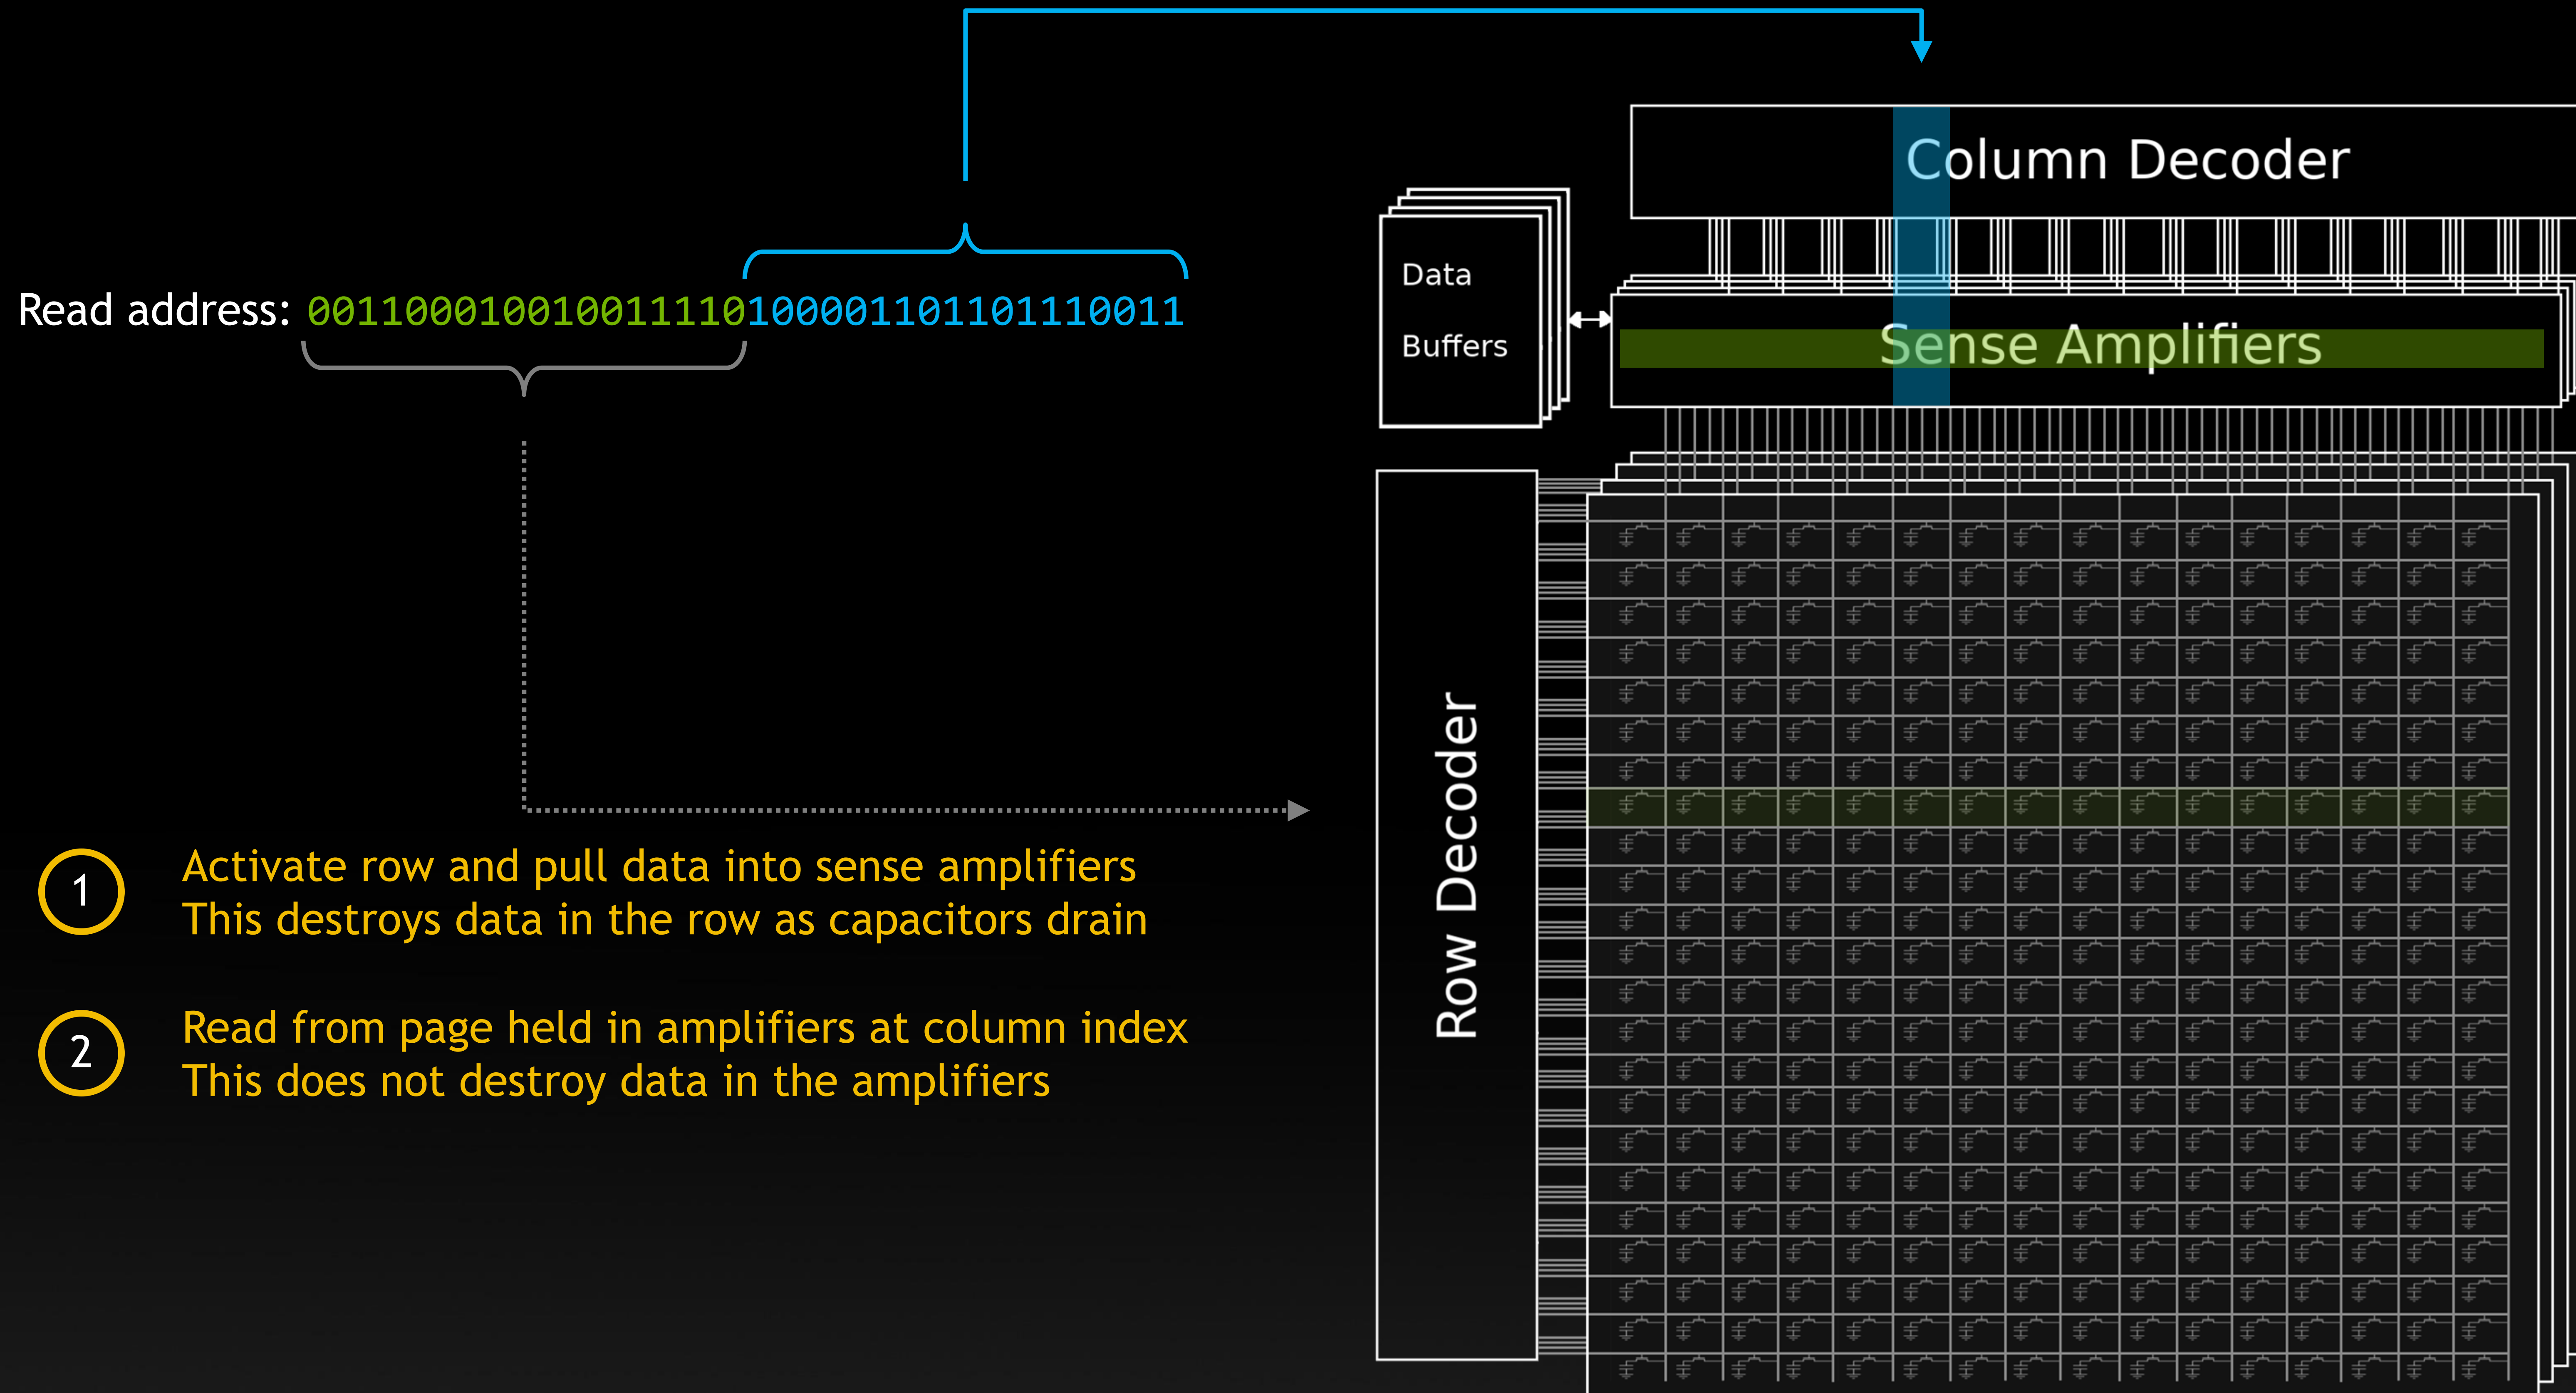 Column Decoder
Data
Buffers
Sense Amplifiers
Read address: 001100010010011110100001101101110011
Row Decoder
1
Activate row and pull data into sense amplifiers
This destroys data in the row as capacitors drain
2
Read from page held in amplifiers at column index
This does not destroy data in the amplifiers